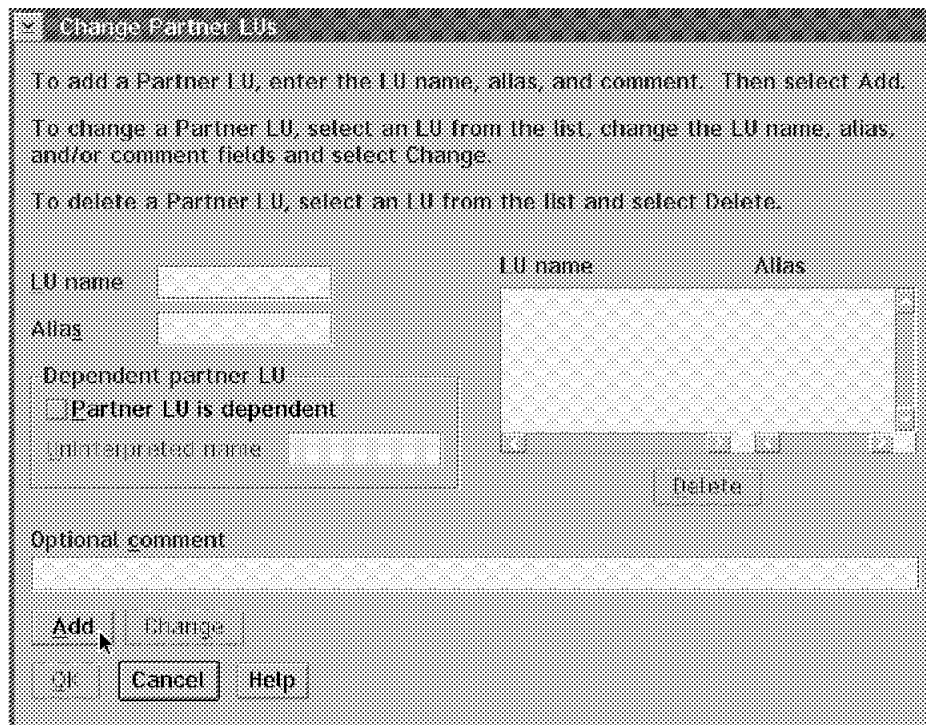 Change Partner LUs
To add a Partner LU, enter the LU name, alias, and comment. Then select Add.
To change a Partner LU, select an LU from the list, change the LU name, alias,
and/or comment fields and select Change.
To delete a Partner LU, select an LU from the list and select Delete.
LU name
Alias
LU name Alias
Dependent partner LU
Partner LU is dependent
Uninterpreted name
Delete
Optional comment
Add Change
Ok Cancel Help